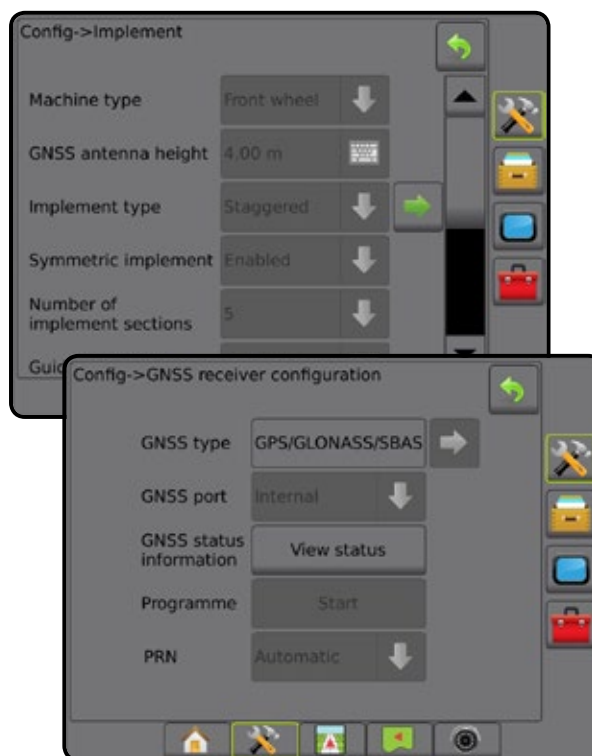 Config->Implement
Machine type
Front wheel
GNSS antenna height
4.00 m
Implement type
Staggered
Symmetric implement
Enabled
Number of
implement sections
5
Config->GNSS receiver configuration
GNSS type
GPS/GLONASS/SBAS
GNSS port
Internal
GNSS status
information
View status
Programme
Start
PRN
Automatic